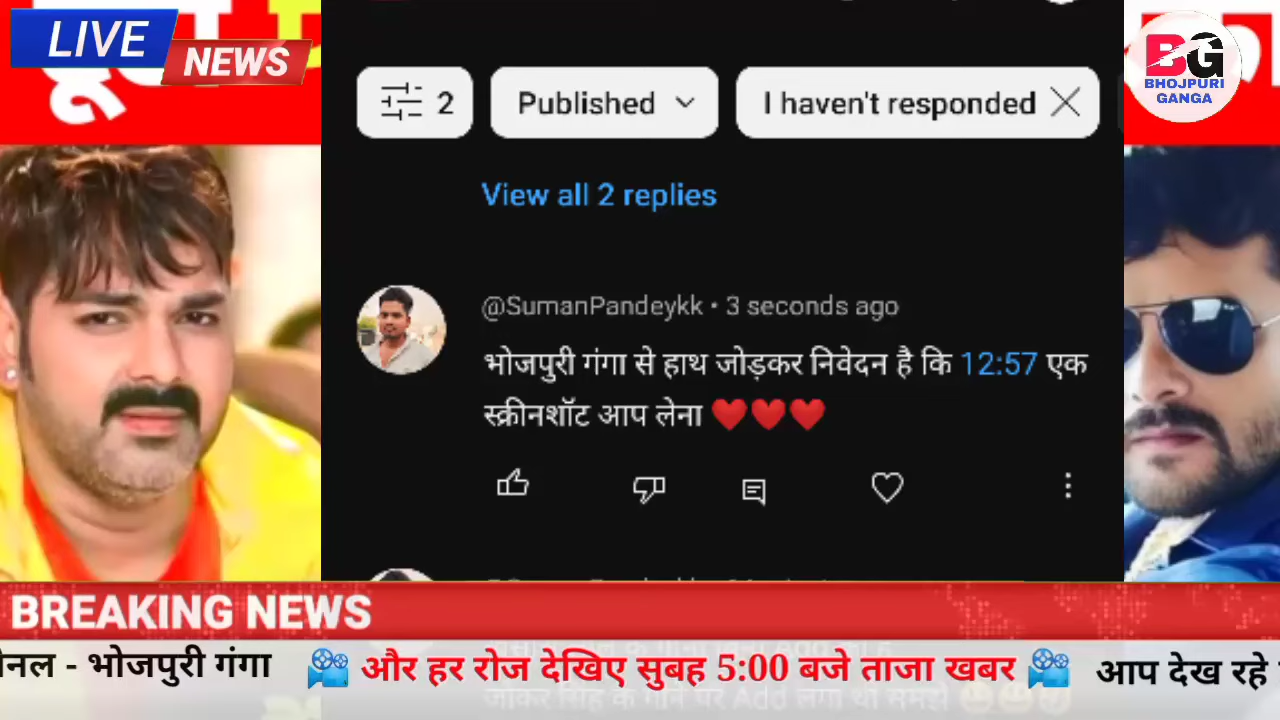 LIVE
NEWS
BG
BHOJPURI
GANGA
2
Published
I haven't responded
View all 2 replies
@SumanPandeykk • 3 seconds ago
भोजपुरी गंगा से हाथ जोड़कर निवेदन है कि 12:57 एक
स्क्रीनशॉट आप लेना ❤️❤️❤️
BREAKING NEWS
- भोजपुरी गंगा 🎥 और हर रोज देखिए सुबह 5:00 बजे ताजा खबर 🎥 आप देख रहे